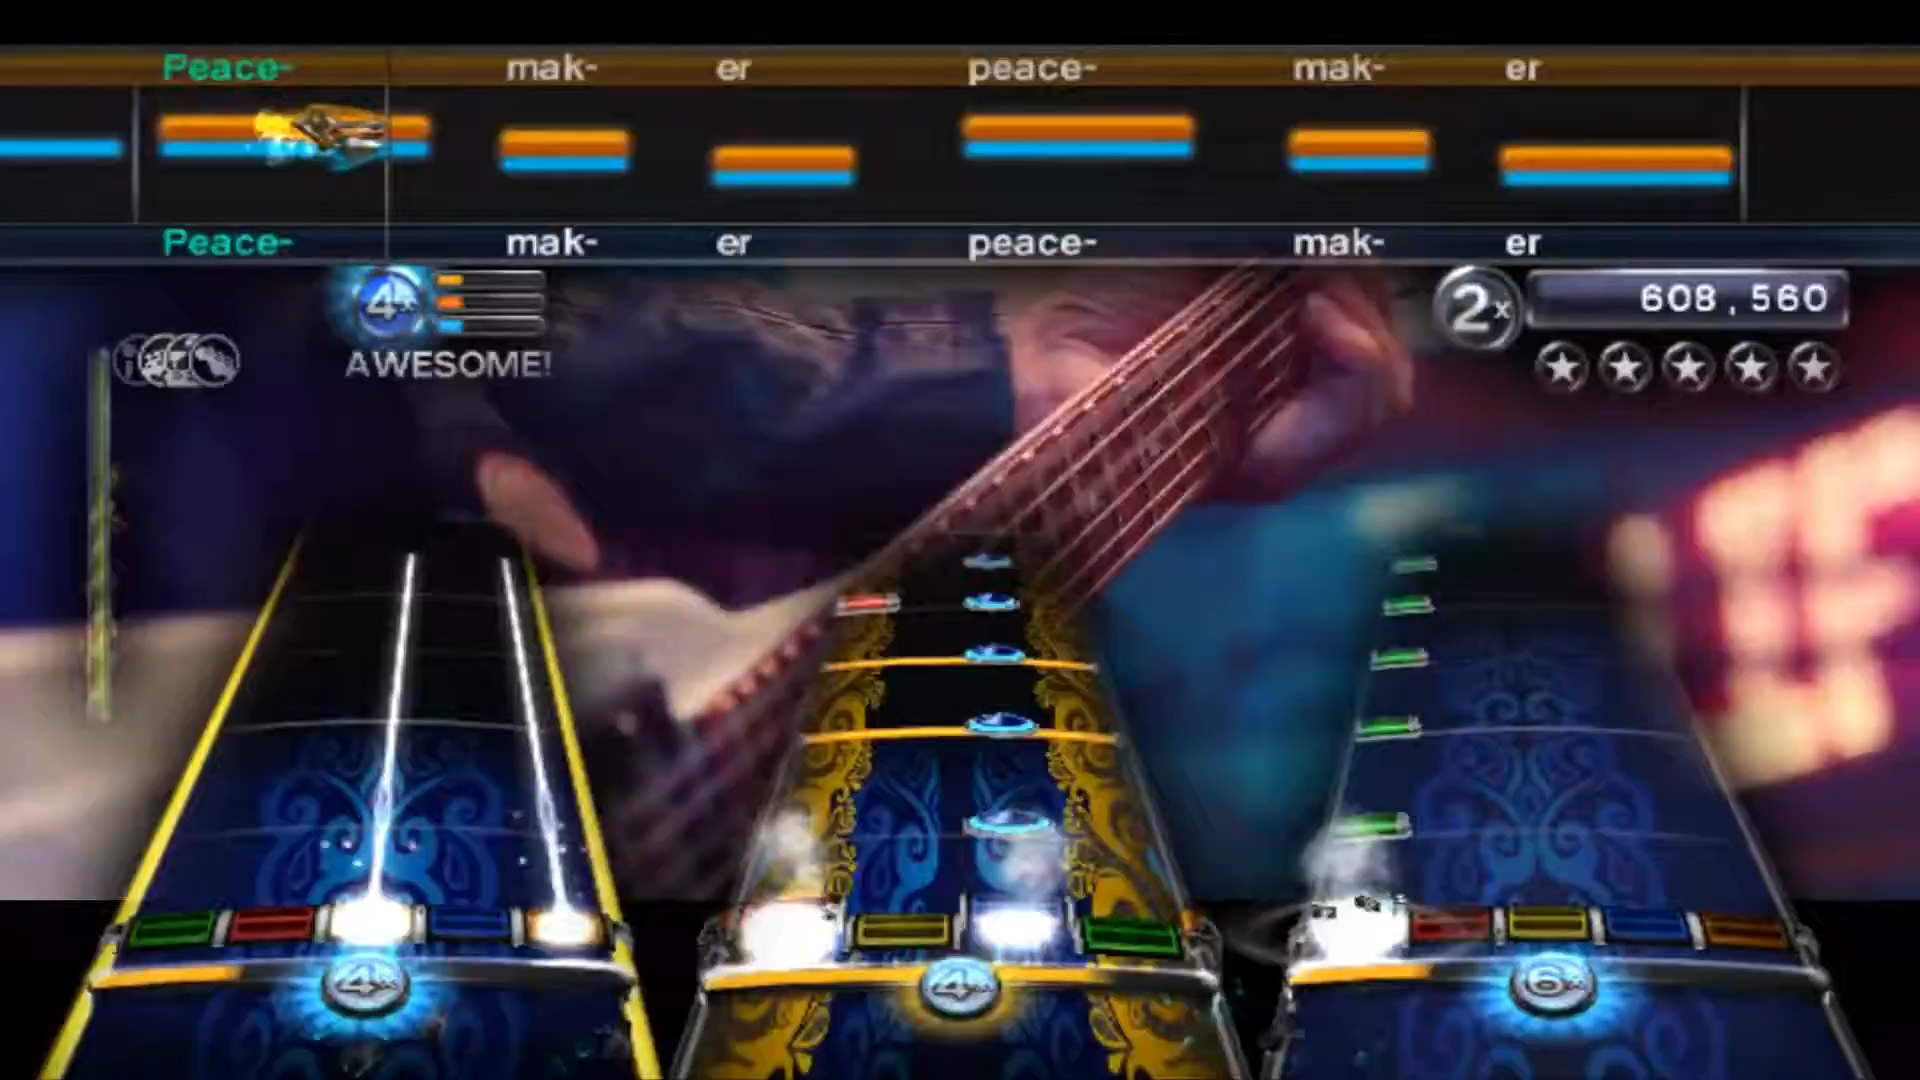 Peace- mak- er peace- mak- er
Peace- mak- er peace- mak- er
4x
2x 608,560
AWESOME!
4x 4x 6x